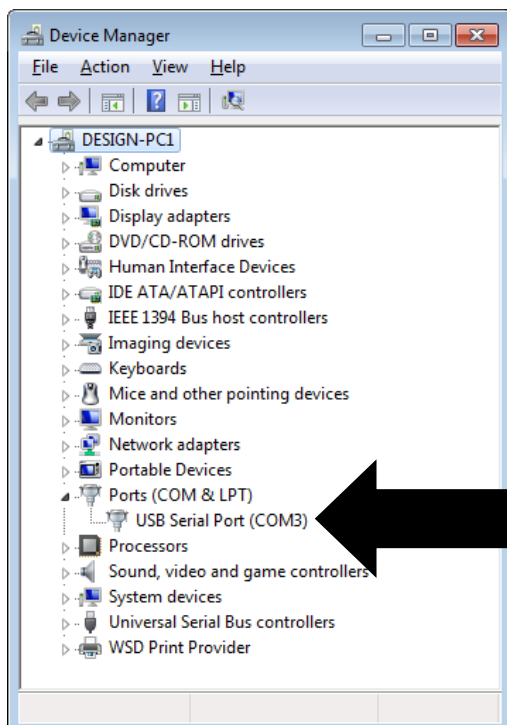 Device Manager
File Action View Help
DESIGN-PC1
Computer
Disk drives
Display adapters
DVD/CD-ROM drives
Human Interface Devices
IDE ATA/ATAPI controllers
IEEE 1394 Bus host controllers
Imaging devices
Keyboards
Mice and other pointing devices
Monitors
Network adapters
Portable Devices
Ports (COM & LPT)
USB Serial Port (COM3)
Processors
Sound, video and game controllers
System devices
Universal Serial Bus controllers
WSD Print Provider